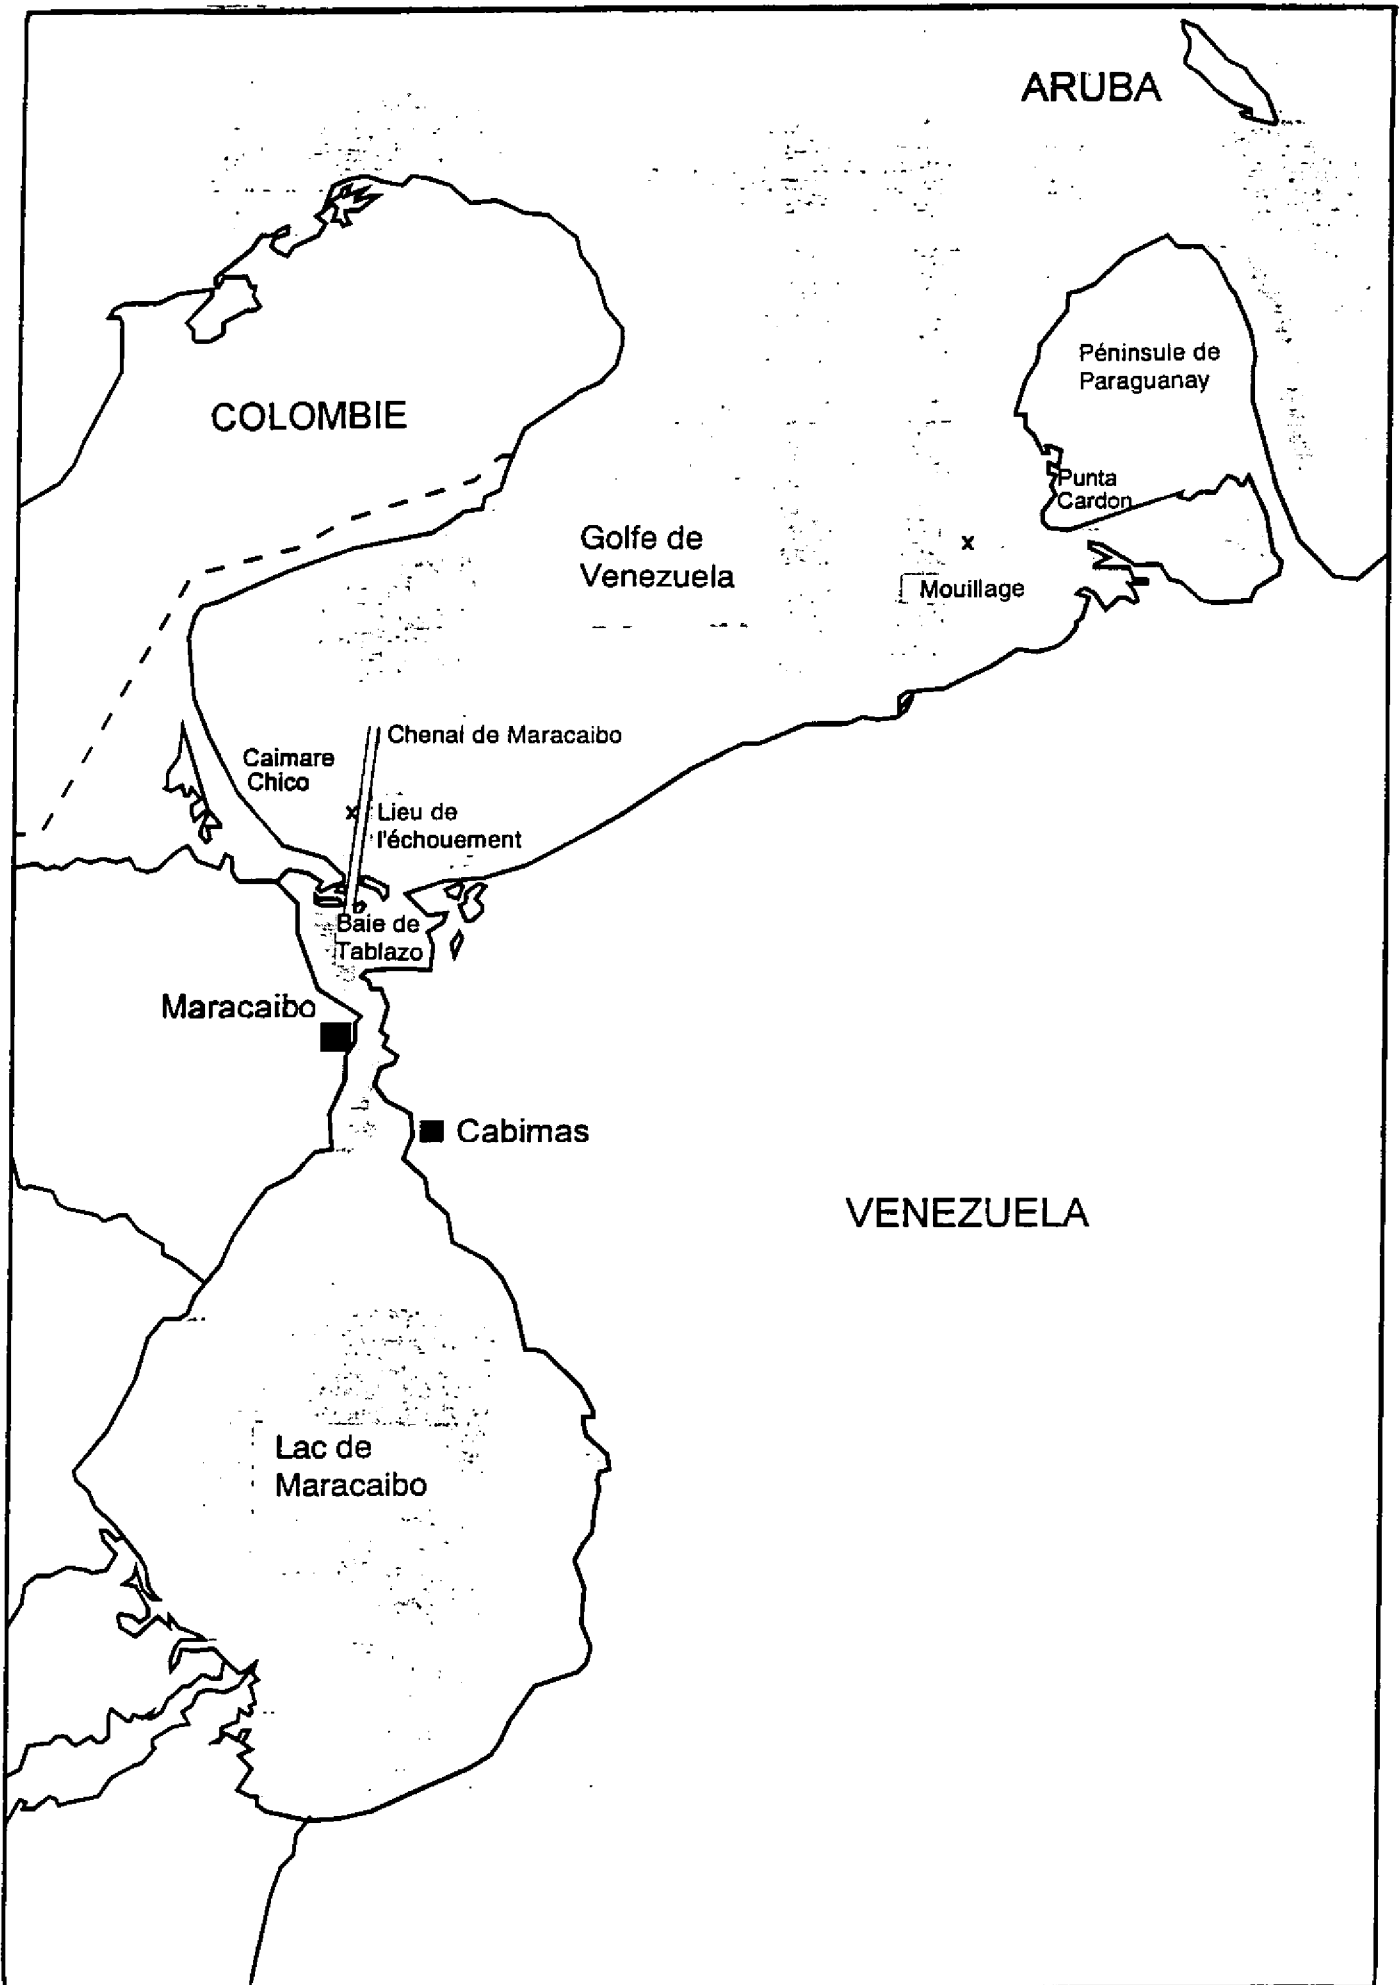 ARUBA
Péninsule de
Paraguanay
COLOMBIE
Punta
Cardon
Golfe de
Venezuela
x
Mouillage
Chenal de Maracaibo
Caimare
Chico
x
Lieu de
l'échouement
Baie de
Tablazo
Maracaibo
Cabimas
VENEZUELA
Lac de
Maracaibo